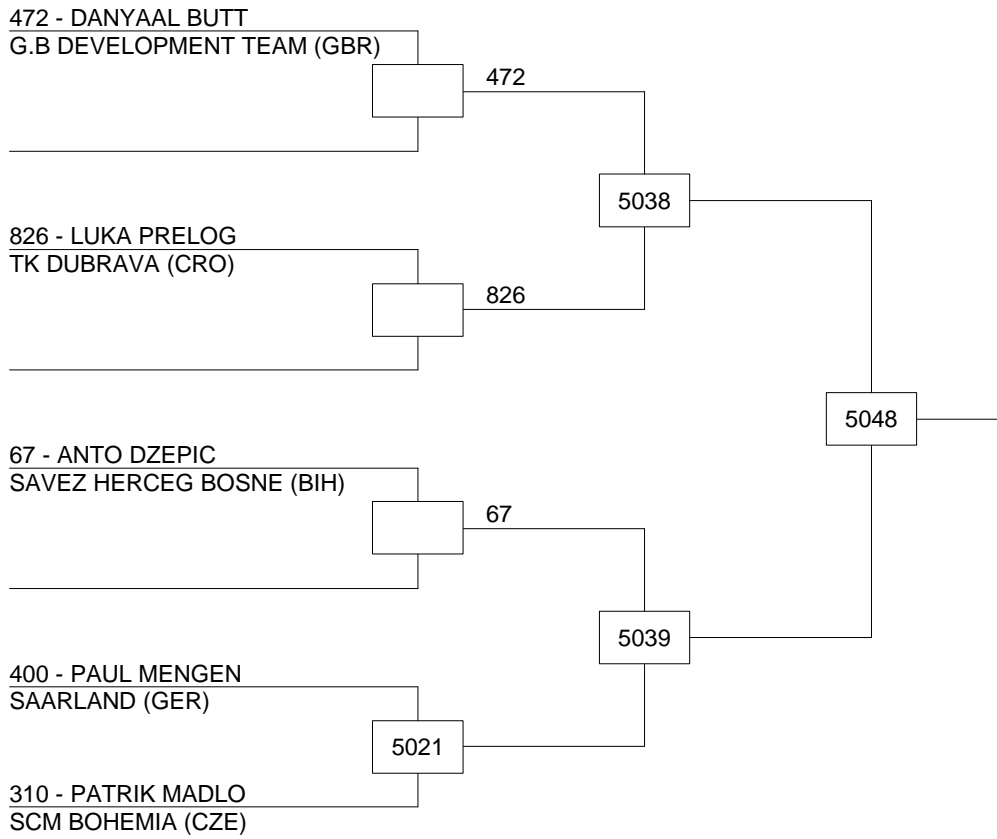 472 - DANYAAL BUTT
G.B DEVELOPMENT TEAM (GBR)
472
5038
826 - LUKA PRELOG
TK DUBRAVA (CRO)
826
5048
67 - ANTO DZEPIC
SAVEZ HERCEG BOSNE (BIH)
67
5039
400 - PAUL MENGEN
SAARLAND (GER)
5021
310 - PATRIK MADLO
SCM BOHEMIA (CZE)